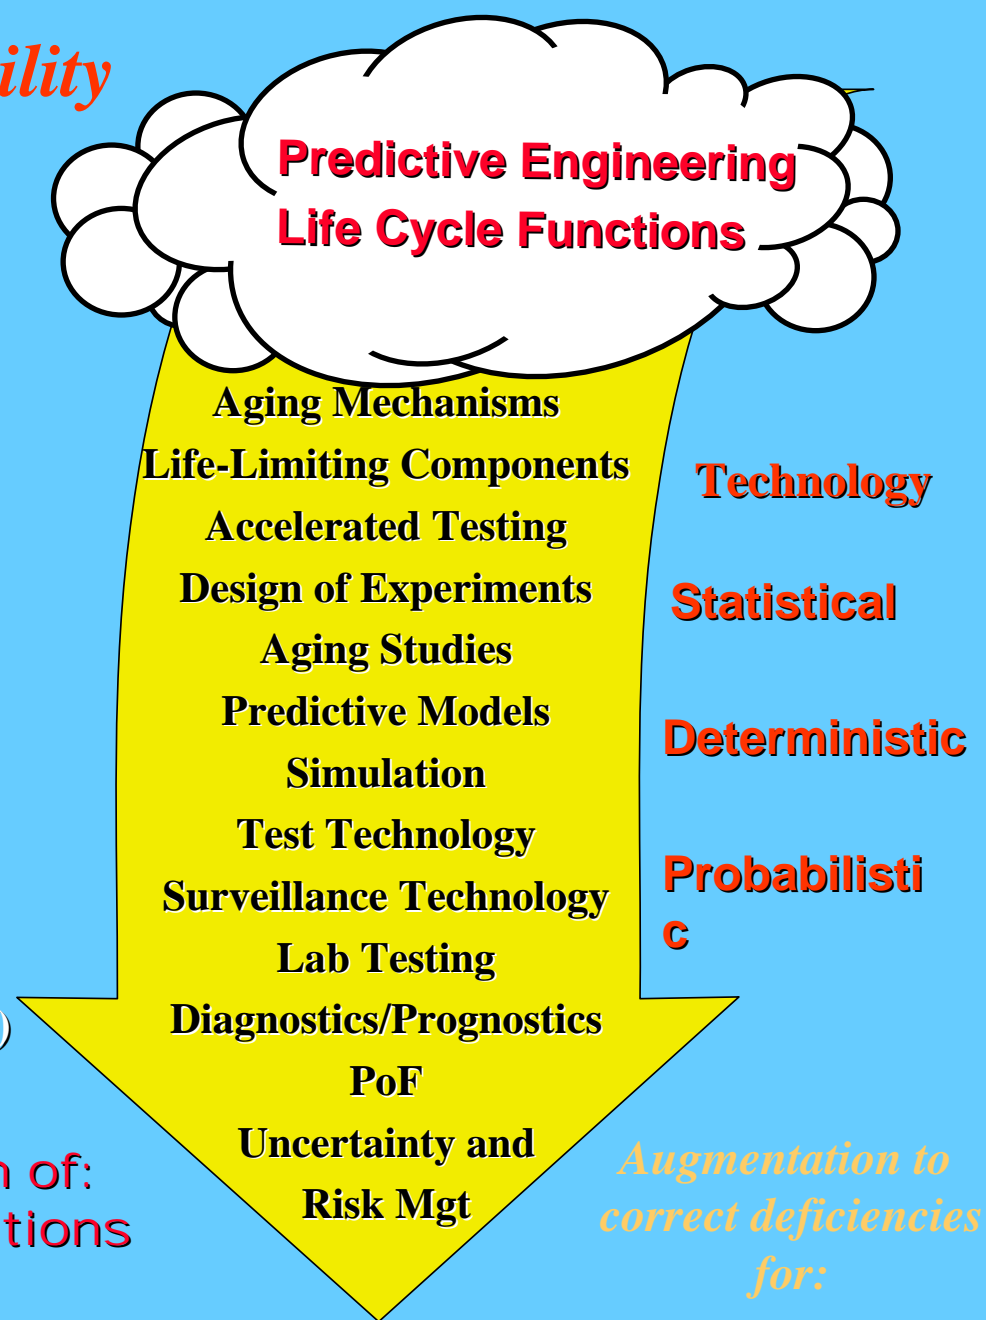 Predictive Engineering
Life Cycle Functions
Aging Mechanisms
Life-Limiting Components
Accelerated Testing
Design of Experiments
Aging Studies
Predictive Models
Simulation
Test Technology
Surveillance Technology
Lab Testing
Diagnostics/Prognostics
PoF
Uncertainty and
Risk Mgt
Technology
Statistical
Deterministic
Probabilisti
c
of:
Augmentation to
correct deficiencies
for: